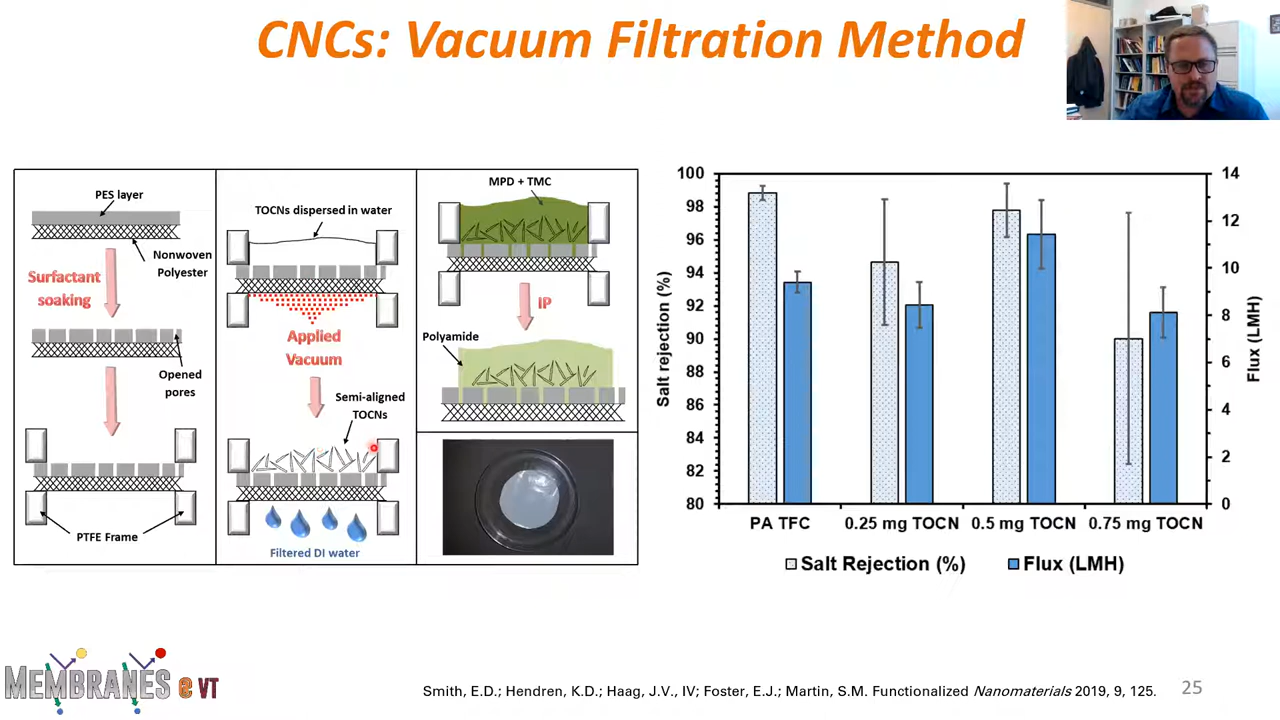 CNCs: Vacuum Filtration Method
PES layer
Nonwoven
Polyester
Surfactant
soaking
Opened
pores
PTFE Frame
TOCNs dispersed in water
Applied
Vacuum
Semi-aligned
TOCNs
Filtered DI water
MPD + TMC
IP
Polyamide
Salt rejection (%)
100
98
96
94
92
90
88
86
84
82
80
14
12
10
8
6
4
2
0
Flux (LMH)
PA TFC
0.25 mg TOCN
0.5 mg TOCN
0.75 mg TOCN
Salt Rejection (%)
Flux (LMH)
MEMBRANES @ VT
Smith, E.D.; Hendren, K.D.; Haag, J.V., IV; Foster, E.J.; Martin, S.M. Functionalized Nanomaterials 2019, 9, 125.
25